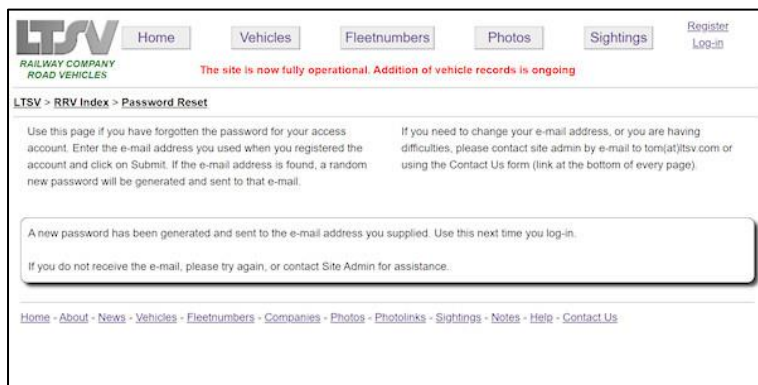 LTSV
RAILWAY COMPANY
ROAD VEHICLES
Home
Vehicles
Fleetnumbers
Photos
Sightings
Register
Log-in
The site is now fully operational. Addition of vehicle records is ongoing
LTSV > RRV Index > Password Reset
Use this page if you have forgotten the password for your access
account. Enter the e-mail address you used when you registered the
account and click on Submit. If the e-mail address is found, a random
new password will be generated and sent to that e-mail.
If you need to change your e-mail address, or you are having
difficulties, please contact site admin by e-mail to tom(at)ltsv.com or
using the Contact Us form (link at the bottom of every page).
A new password has been generated and sent to the e-mail address you supplied. Use this next time you log-in.
If you do not receive the e-mail, please try again, or contact Site Admin for assistance.
Home - About - News - Vehicles - Fleetnumbers - Companies - Photos - Photolinks - Sightings - Notes - Help - Contact Us